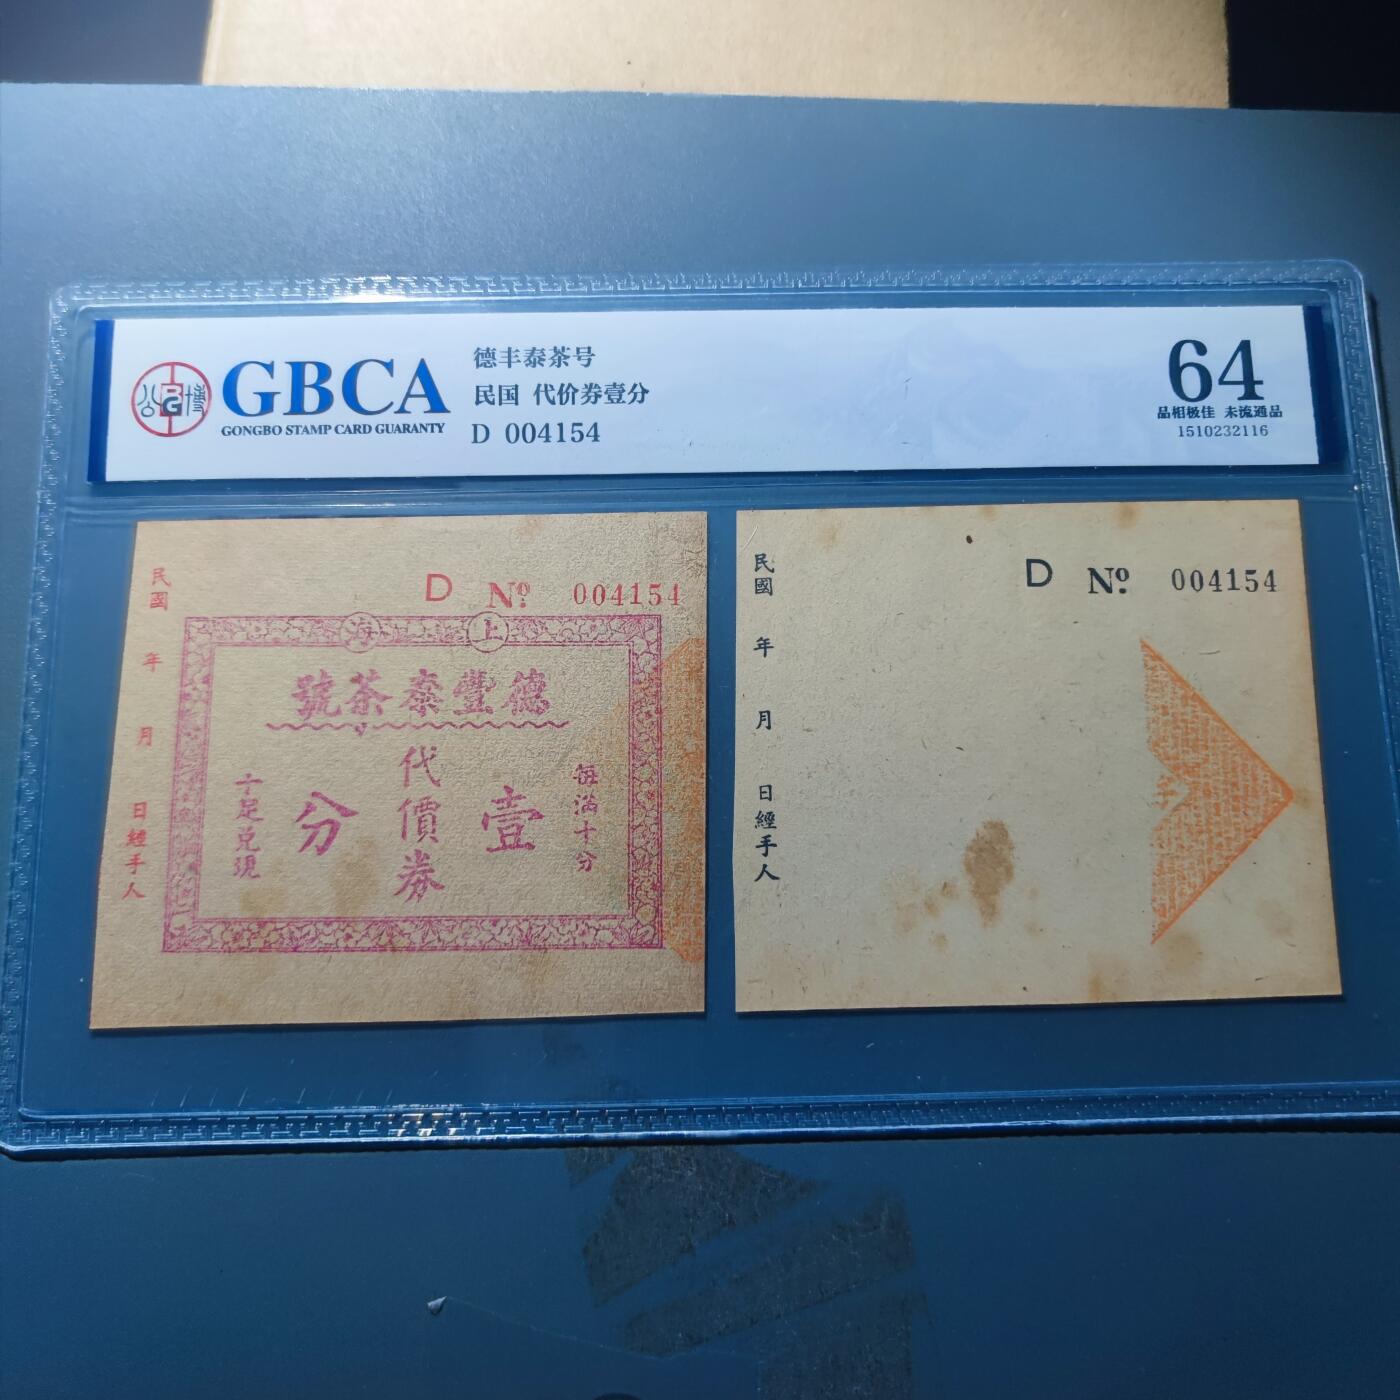 公博
GBCA
GONGBO STAMP CARD GUARANTY
德丰泰茶号
民国 代价券壹分
D 004154
64
品相极佳 未流通品
1510232116
D Nº: 004154
上海
德豐泰茶號
每滿十分
壹
代價券
分
十足兌現
民國 年 月 日經手人
D Nº: 004154
民國 年 月 日經手人